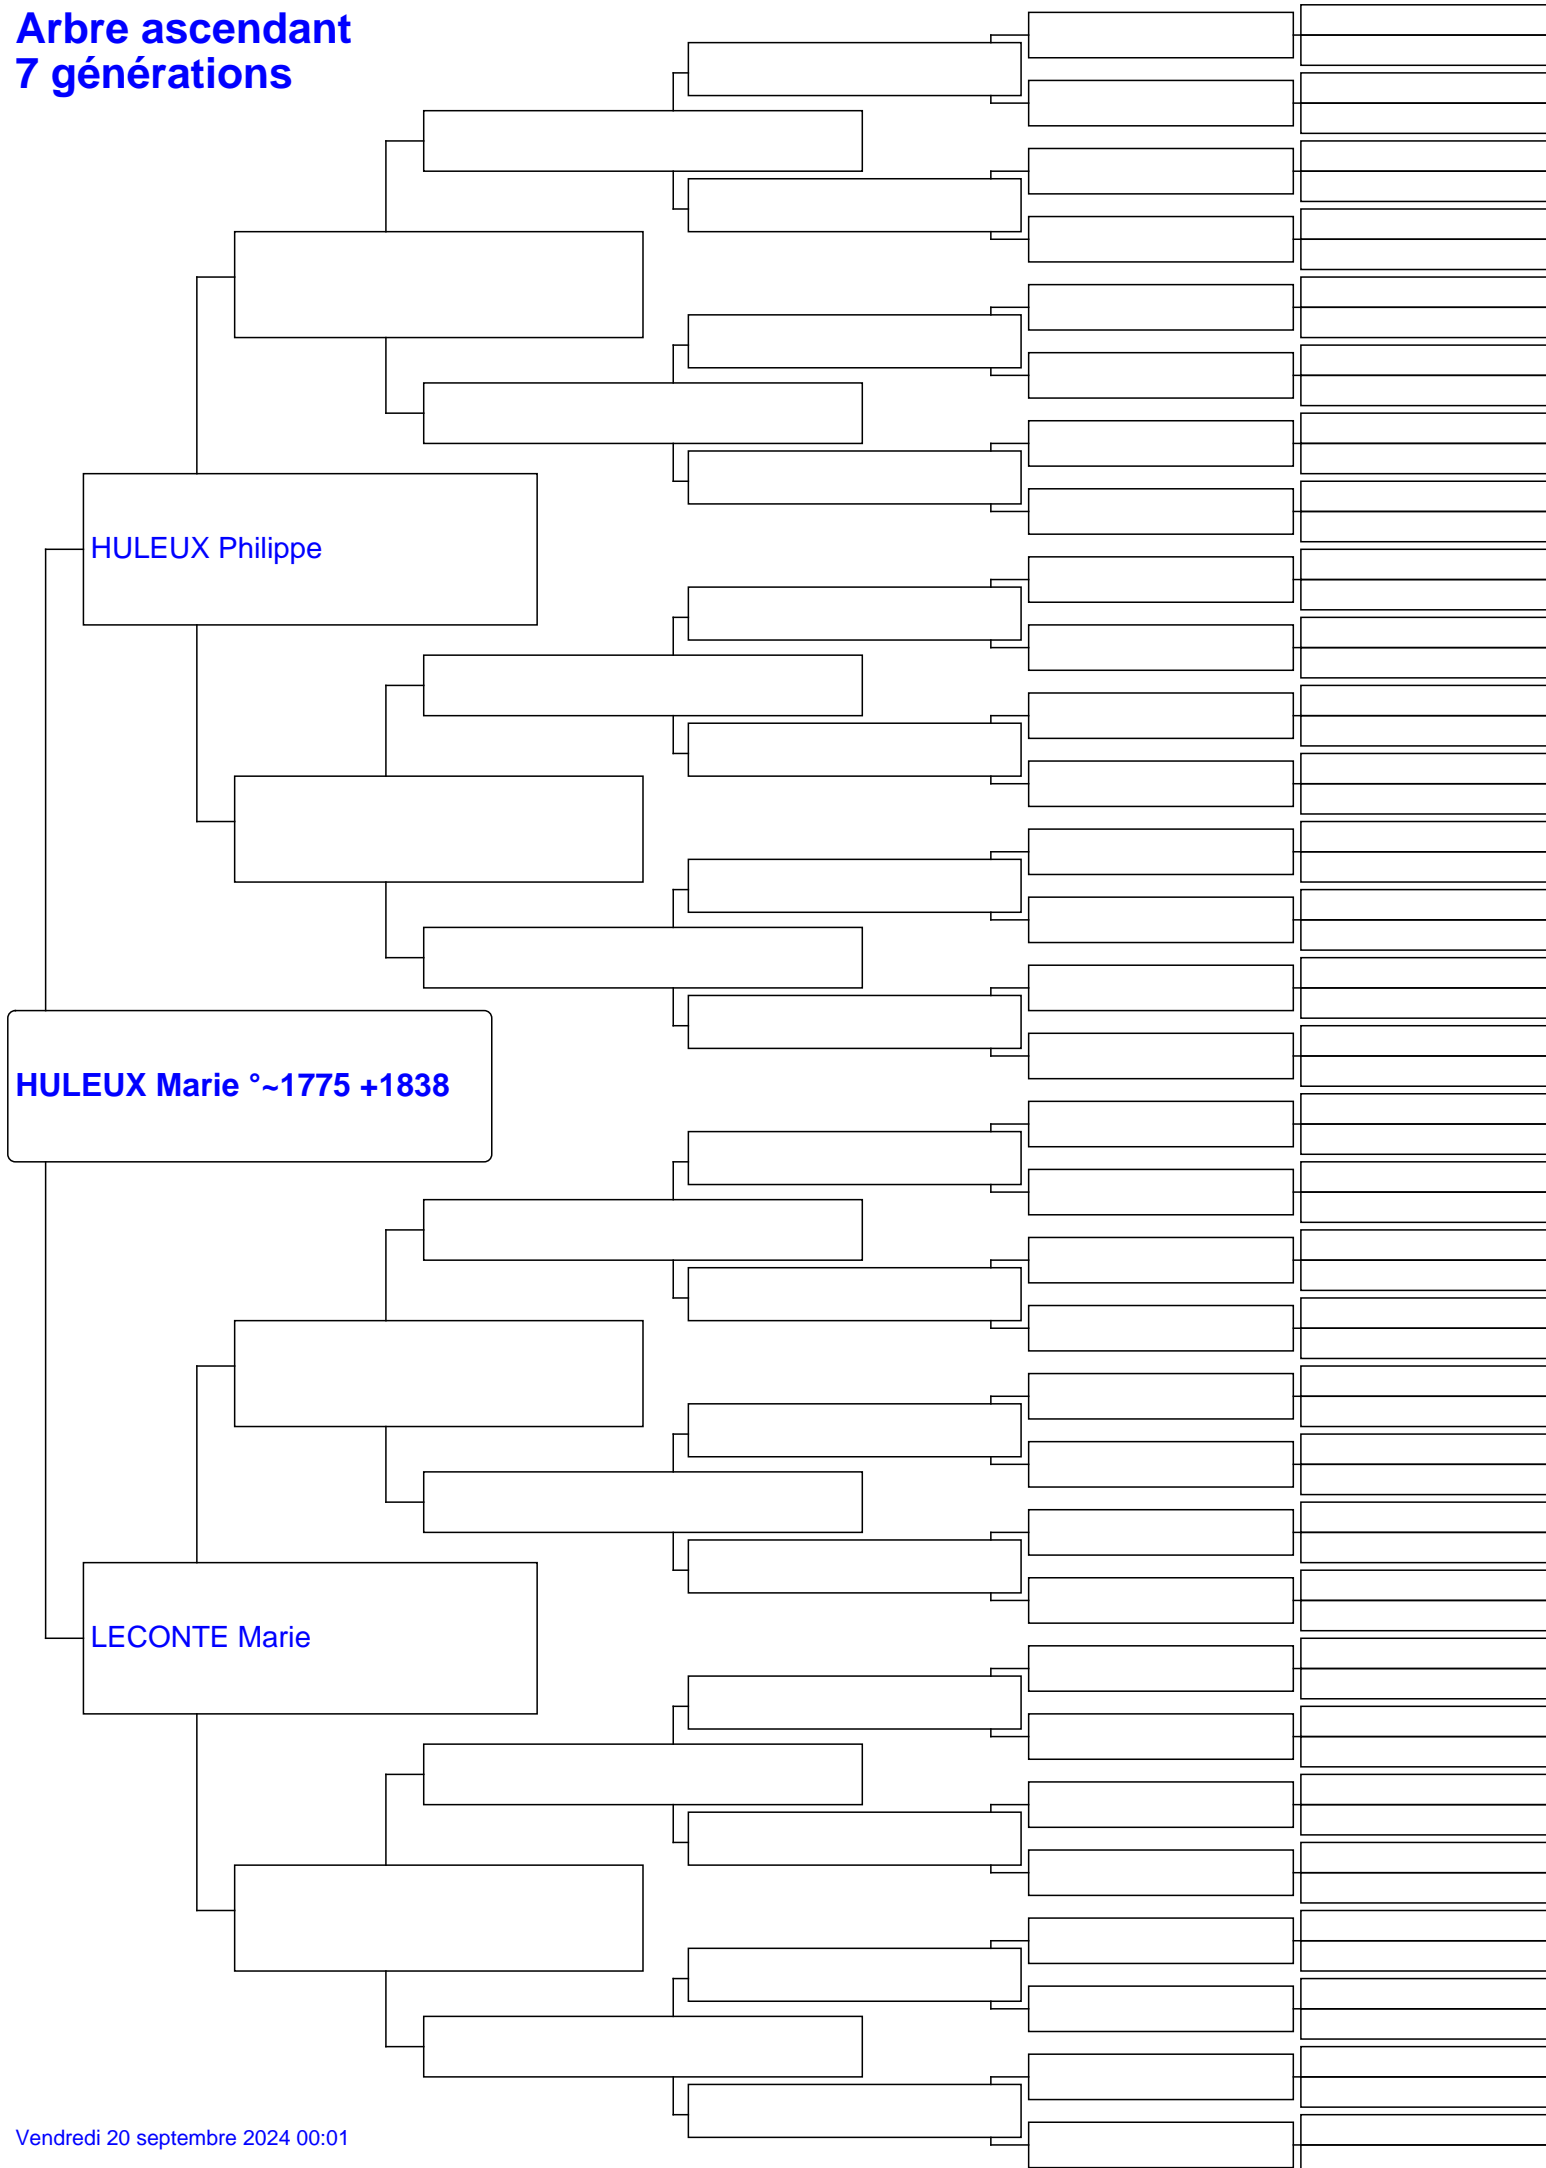 Arbre ascendant
7 générations
HULEUX Philippe
HULEUX Marie °~1775 +1838
LECONTE Marie
Vendredi 20 septembre 2024 00:01